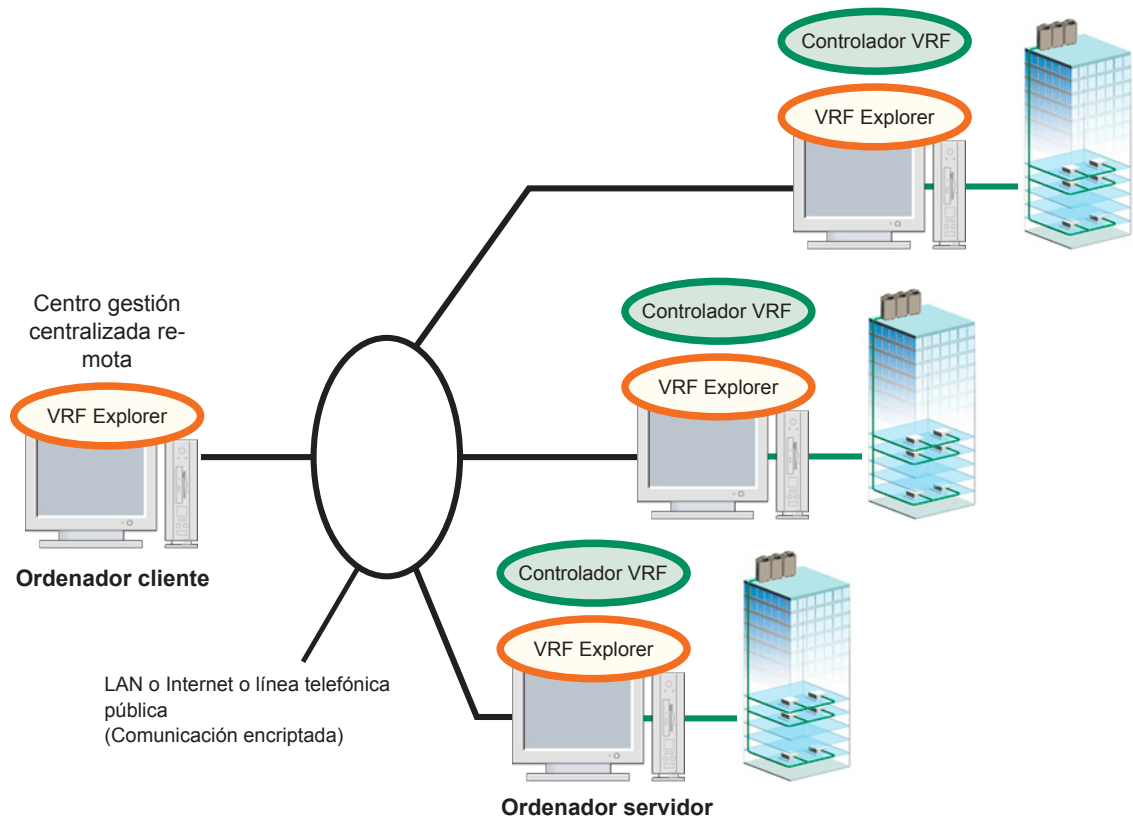 Controlador VRF
VRF Explorer
Controlador VRF
VRF Explorer
Centro gestión
centralizada re-
mota
VRF Explorer
Ordenador cliente
Controlador VRF
VRF Explorer
LAN o Internet o línea telefónica
pública
(Comunicación encriptada)
Ordenador servidor